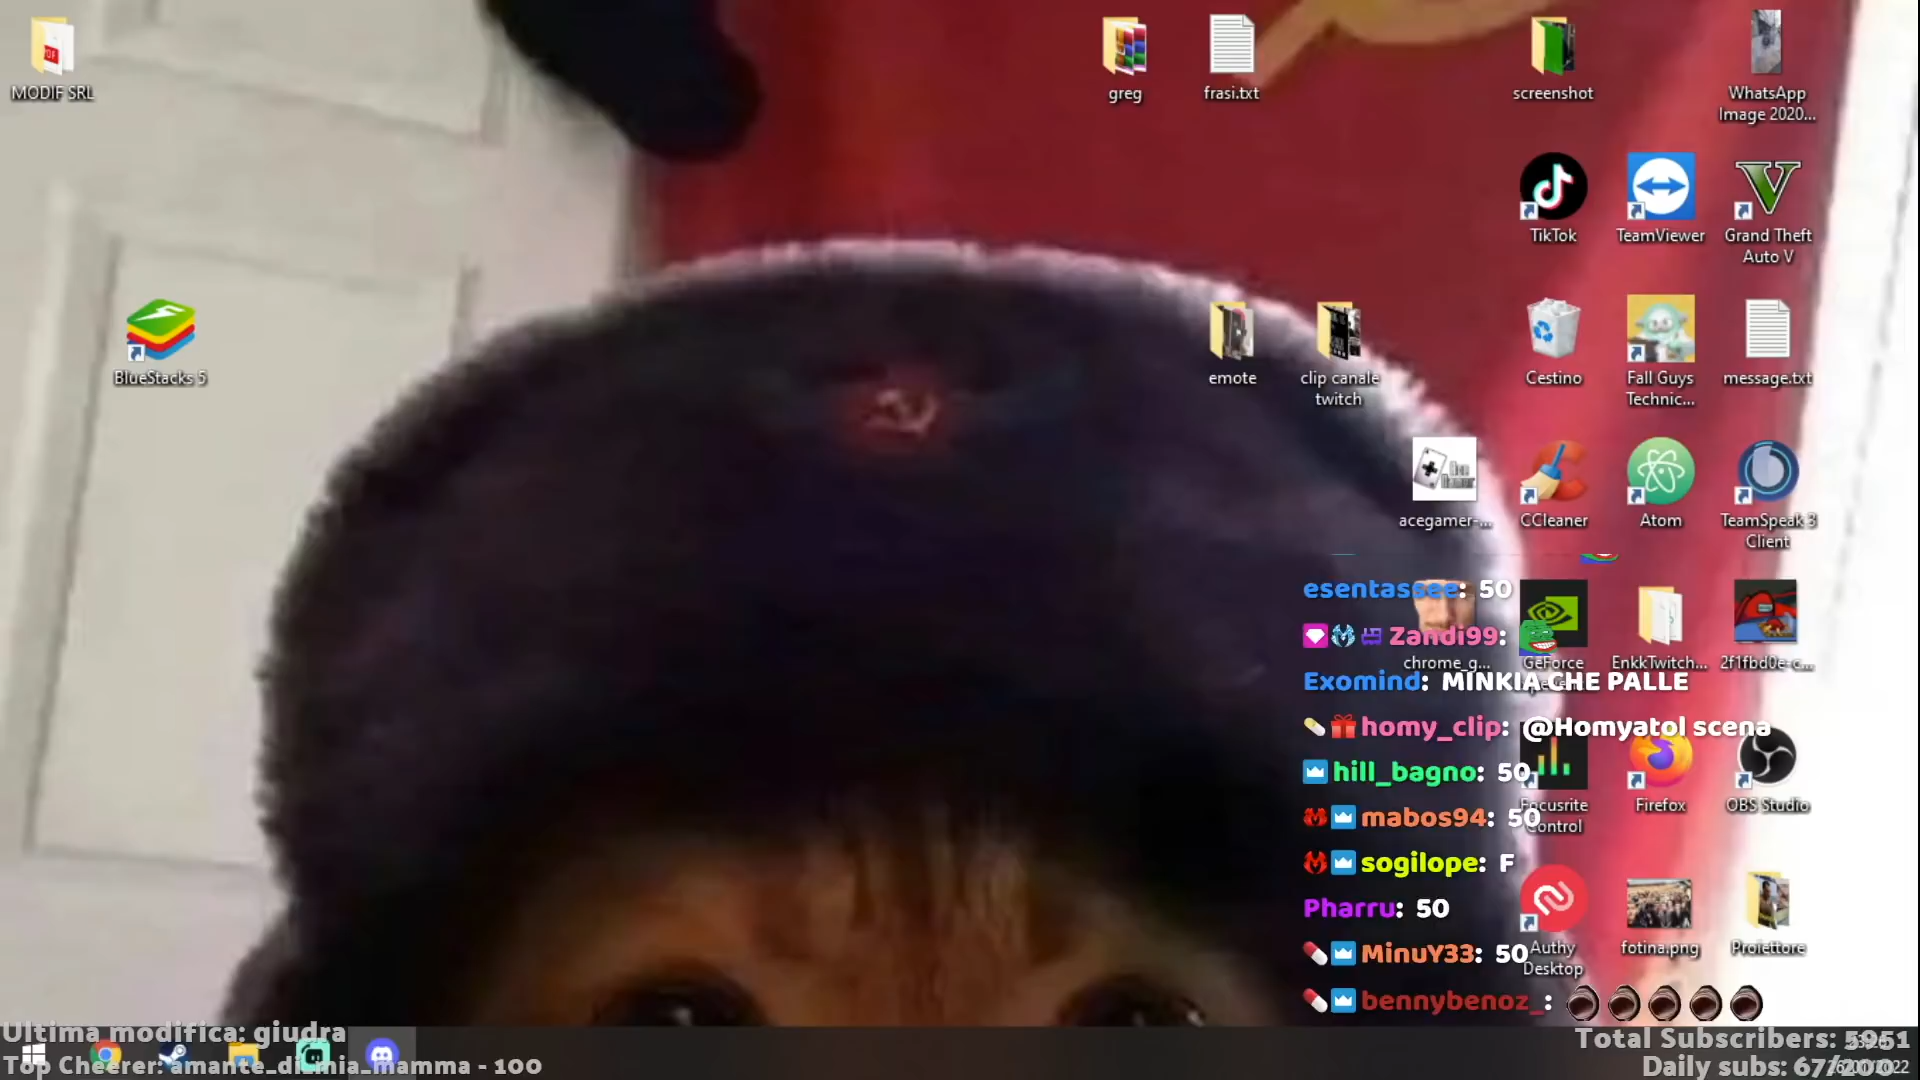 MODIF SRL
greg
frasi.txt
screenshot
WhatsApp
Image 2020...
TikTok
TeamViewer
Grand Theft
Auto V
BlueStacks 5
emote
clip canale
twitch
Cestino
Fall Guys
Technic...
message.txt
acegamer-...
CCleaner
Atom
TeamSpeak 3
Client
esentassee: 50
Zandi99:
chrome_g...
GeForce
EnkkTwitch...
2f1fbd0e-c...
Exomind: MINKIA CHE PALLE
homy_clip: @Homyatol scena
hill_bagno: 50
Focusrite
Control
Firefox
OBS Studio
mabos94: 50
sogilope: F
Pharru: 50
MinuY33: 50
Authy
Desktop
fotina.png
Proiettore
bennybenoz_:
Ultima modifica: giudra
Top Cheerer: amante_di_mia_mamma - 100
Total Subscribers: 5951
Daily subs: 67/200